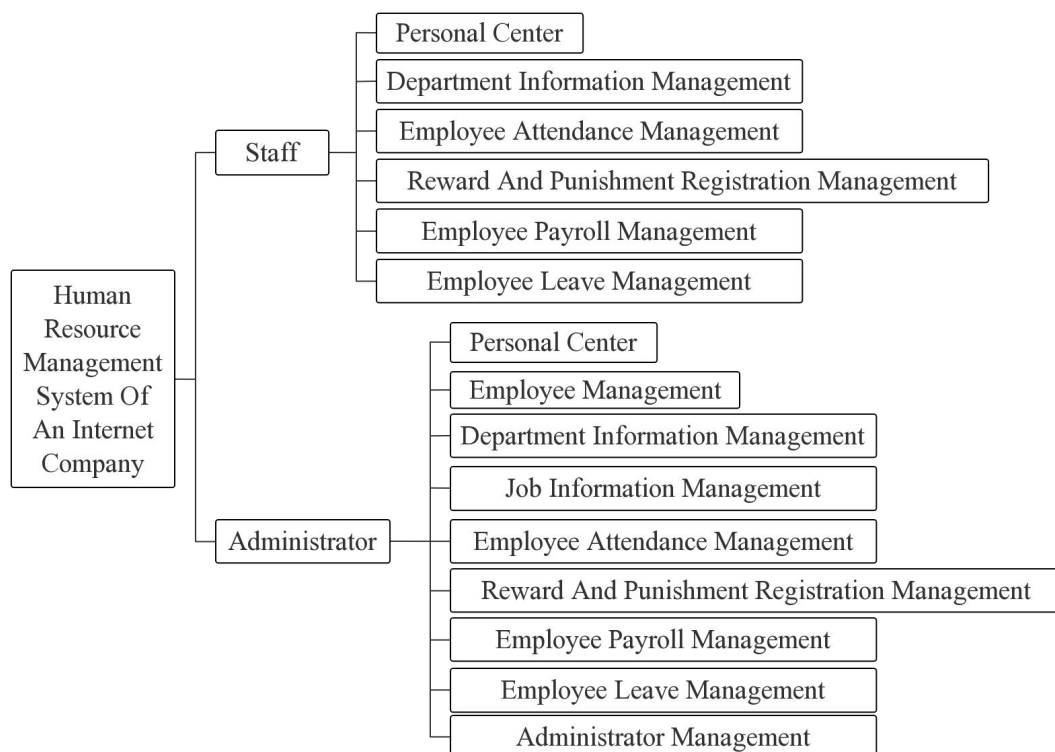 Personal Center
Department Information Management
Employee Attendance Management
Staff
Reward And Punishment Registration Management
Employee Payroll Management
Employee Leave Management
Human
Resource
Management
System Of
An Internet
Company
Personal Center
Employee Management
Department Information Management
Job Information Management
Administrator
Employee Attendance Management
Reward And Punishment Registration Management
Employee Payroll Management
Employee Leave Management
Administrator Management